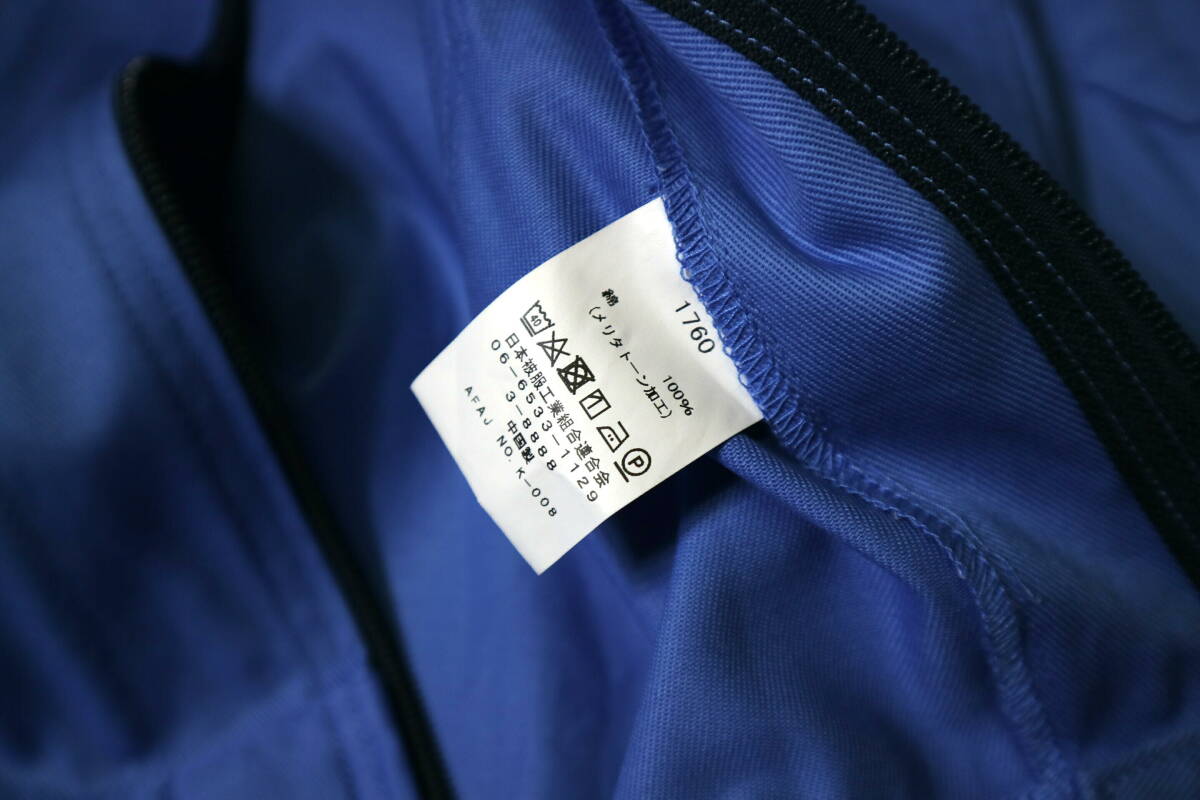 1760
綿 100%
(メリタトーン加工)
40
P
日本被服工業組合連合会
06-6533-1129
3-8888 中国製
AFAJ NO.K-008